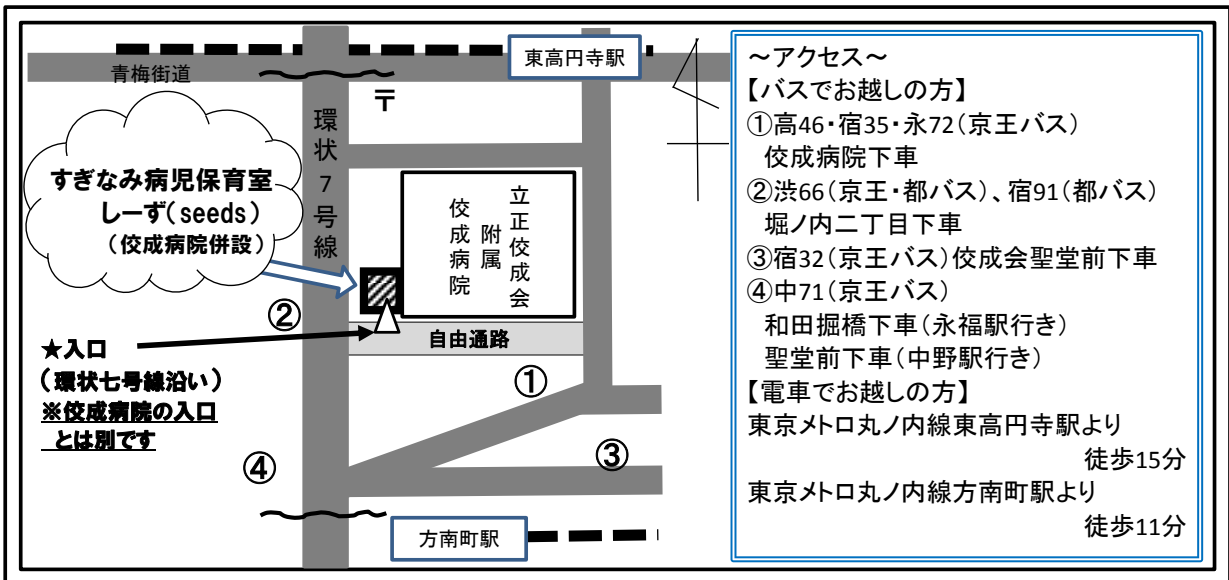 東高円寺駅
青梅街道
〒
環状7号線
すぎなみ病児保育室
しーず(seeds)
(佼成病院併設)
立正佼成会
附属
佼成病院
②
自由通路
★入口
(環状七号線沿い)
※佼成病院の入口
とは別です
①
④
③
方南町駅
～アクセス～
【バスでお越しの方】
①高46・宿35・永72(京王バス)
佼成病院下車
②渋66(京王・都バス)、宿91(都バス)
堀ノ内二丁目下車
③宿32(京王バス)佼成会聖堂前下車
④中71(京王バス)
和田掘橋下車(永福駅行き)
聖堂前下車(中野駅行き)
【電車でお越しの方】
東京メトロ丸ノ内線東高円寺駅より
徒歩15分
東京メトロ丸ノ内線方南町駅より
徒歩11分